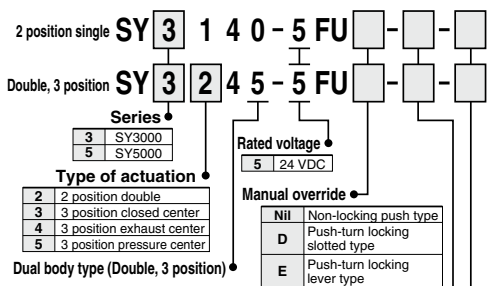 2 position single SY 3 1 4 0 - 5 FU - - -
Double, 3 position SY 3 2 4 5 - 5 FU - - -
Series
3 SY3000
5 SY5000
Type of actuation
2 2 position double
3 3 position closed center
4 3 position exhaust center
5 3 position pressure center
Dual body type (Double, 3 position)
Rated voltage
5 24 VDC
Manual override
Nil Non-locking push type
D Push-turn locking
slotted type
E Push-turn locking
lever type